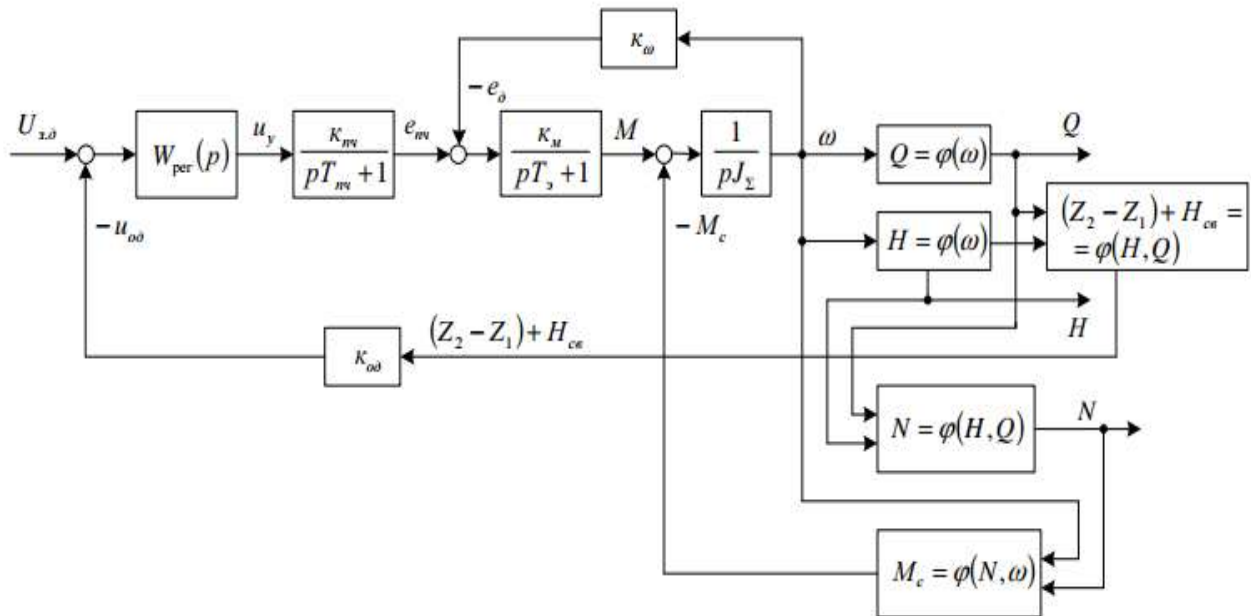 κ_ω
− e_д
U_з.д
W_рег(p)
u_y
κ_пч
pT_пч + 1
e_пч
κ_м
pT_э + 1
M
1
pJ_Σ
ω
Q = φ(ω)
Q
− u_од
− M_c
H = φ(ω)
(Z_2 − Z_1) + H_св =
= φ(H, Q)
H
κ_од
(Z_2 − Z_1) + H_св
N = φ(H, Q)
N
M_c = φ(N, ω)